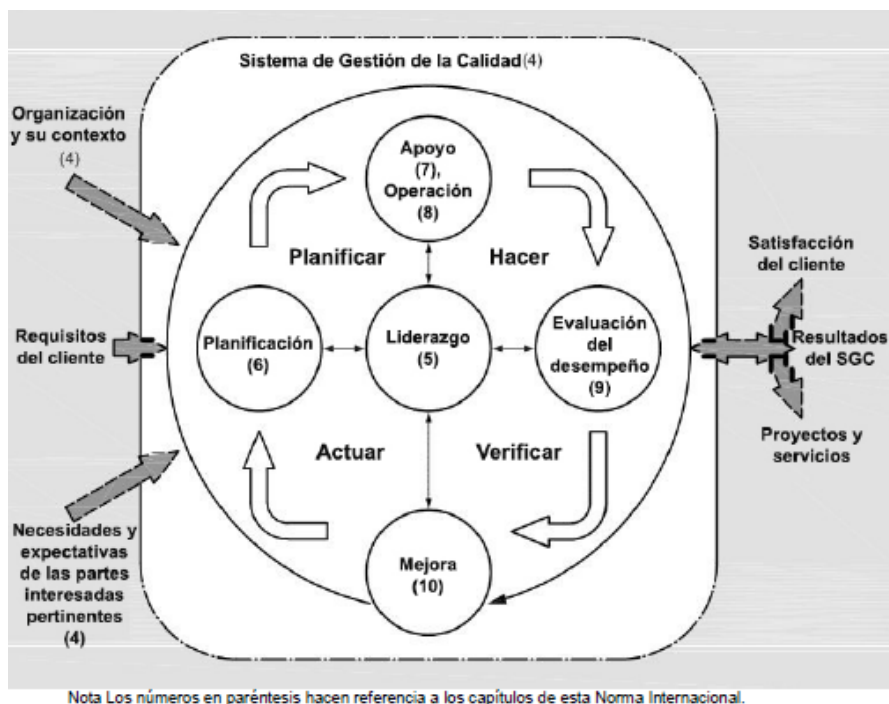 Sistema de Gestión de la Calidad(4)
Organización
y su contexto
(4)
Apoyo
(7),
Operación
(8)
Planificar
Hacer
Satisfacción
del cliente
Requisitos
del cliente
Planificación
(6)
Liderazgo
(5)
Evaluación
del
desempeño
(9)
Resultados
del SGC
Actuar
Verificar
Proyectos y
servicios
Necesidades y
expectativas
de las partes
interesadas
pertinentes
(4)
Mejora
(10)
Nota Los números en paréntesis hacen referencia a los capítulos de esta Norma Internacional.